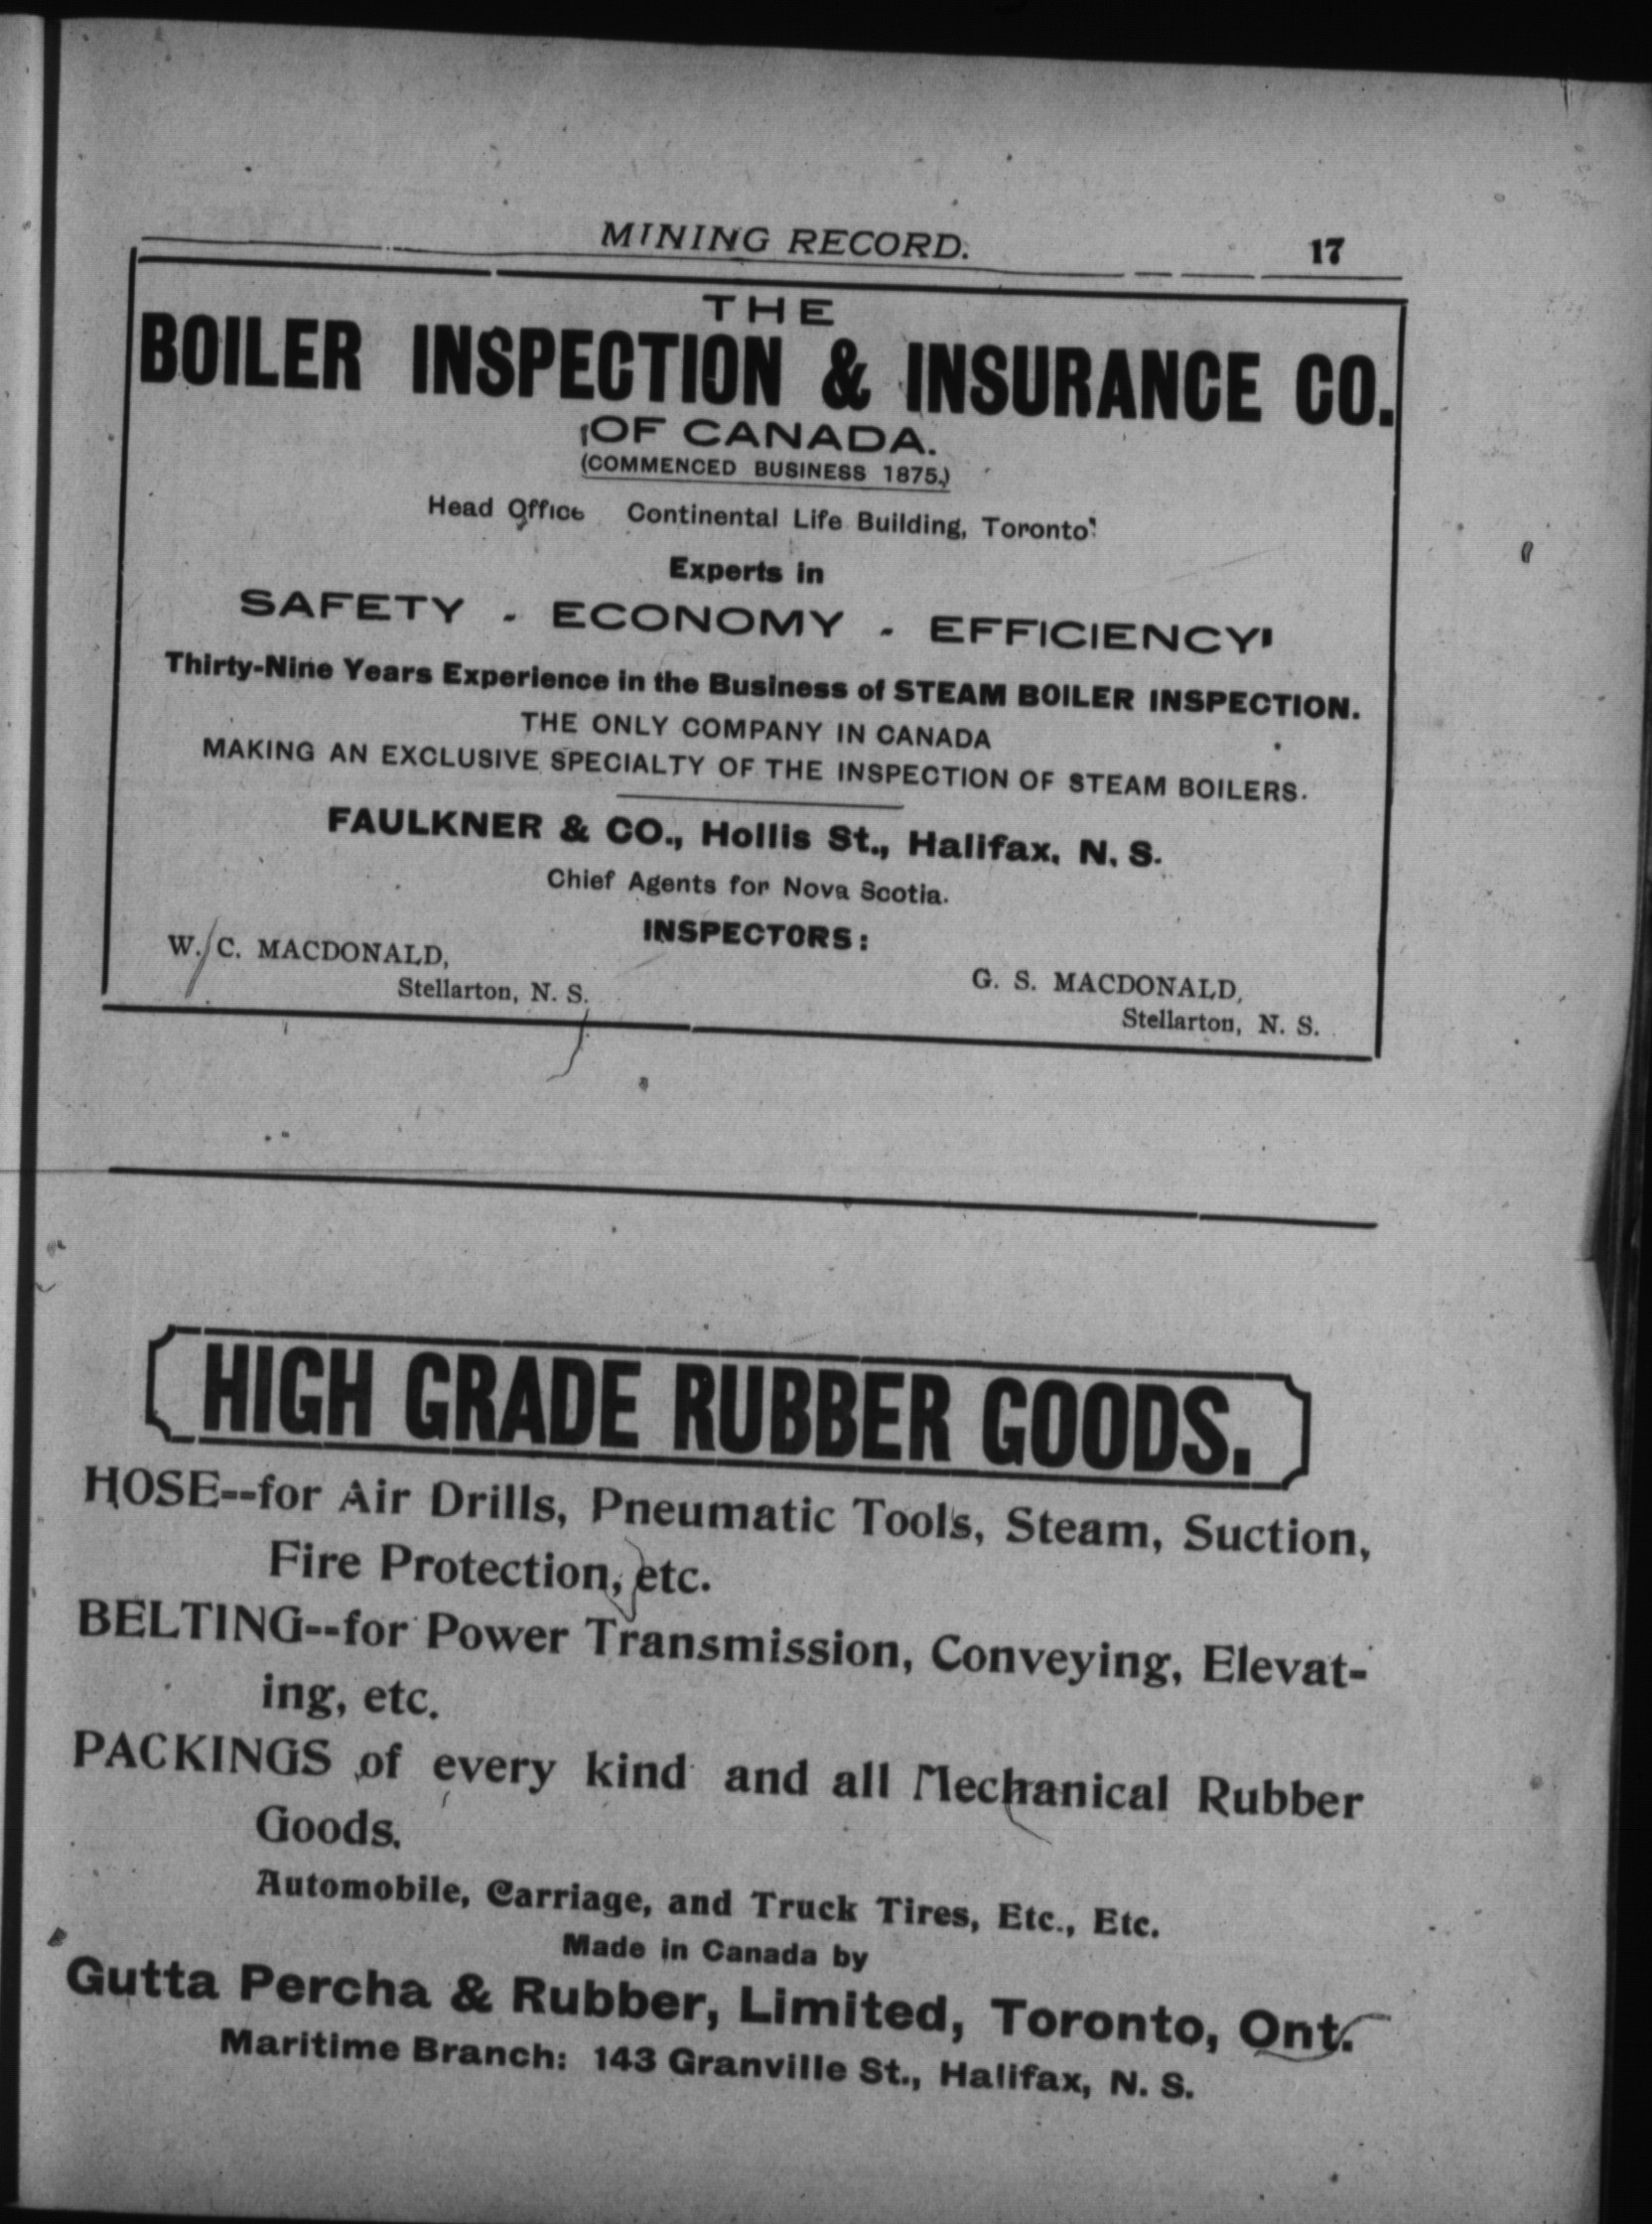 MINING RECORD. 17
THE
BOILER INSPECTION & INSURANCE CO.
OF CANADA.
(COMMENCED BUSINESS 1875.)
Head Office Continental Life Building, Toronto
Experts in
SAFETY - ECONOMY - EFFICIENCY
Thirty-Nine Years Experience in the Business of STEAM BOILER INSPECTION.
THE ONLY COMPANY IN CANADA
MAKING AN EXCLUSIVE SPECIALTY OF THE INSPECTION OF STEAM BOILERS.
FAULKNER & CO., Hollis St., Halifax, N. S.
Chief Agents for Nova Scotia.
INSPECTORS:
W. C. MACDONALD,
Stellarton, N. S.
G. S. MACDONALD,
Stellarton, N. S.
HIGH GRADE RUBBER GOODS.
HOSE--for Air Drills, Pneumatic Tools, Steam, Suction,
Fire Protection, etc.
BELTING--for Power Transmission, Conveying, Elevat-
ing, etc.
PACKINGS of every kind and all Mechanical Rubber
Goods.
Automobile, Carriage, and Truck Tires, Etc., Etc.
Made in Canada by
Gutta Percha & Rubber, Limited, Toronto, Ont.
Maritime Branch: 143 Granville St., Halifax, N. S.